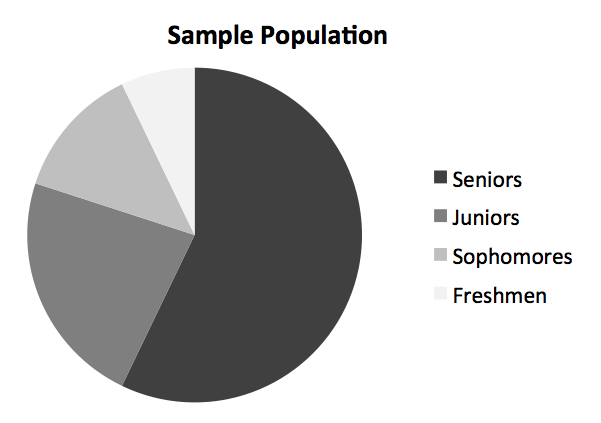 Sample Population
Seniors
Juniors
Sophomores
Freshmen